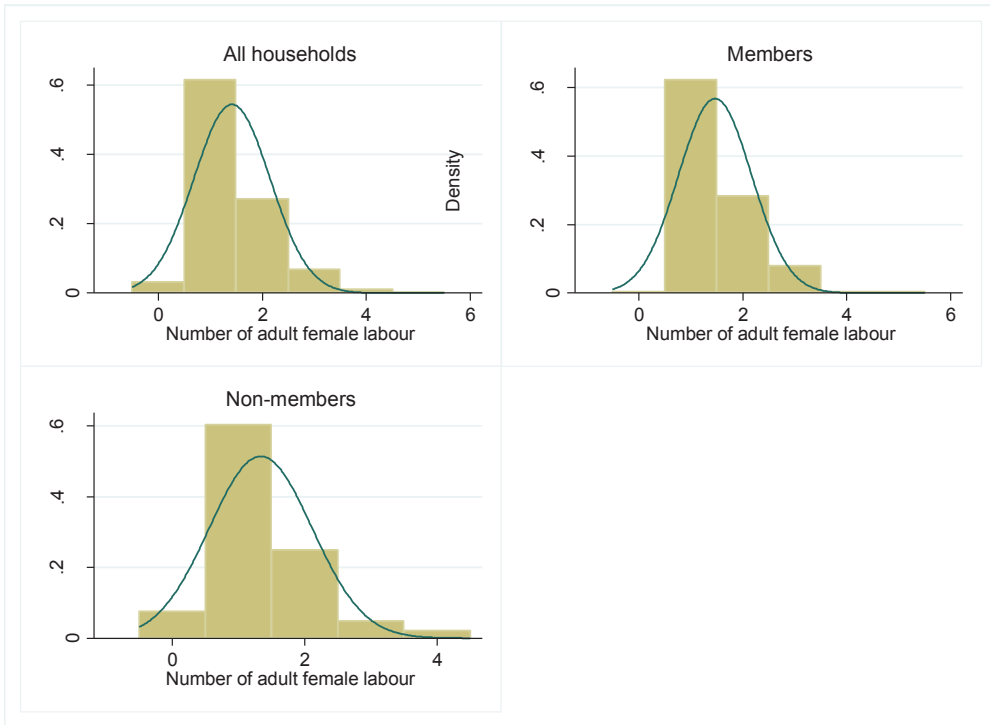 All households
.6
.4
.2
0
0 2 4 6
Number of adult female labour
Density
Members
.6
.4
.2
0
0 2 4 6
Number of adult female labour
Non-members
.6
.4
.2
0
0 2 4
Number of adult female labour